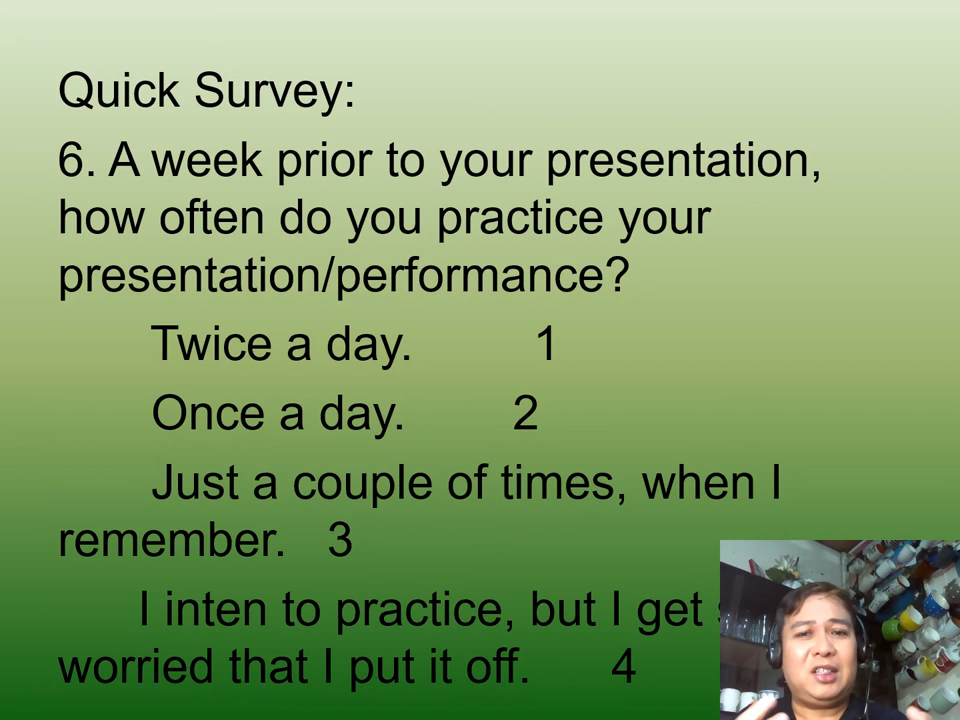 Quick Survey:
6. A week prior to your presentation,
how often do you practice your
presentation/performance?
Twice a day. 1
Once a day. 2
Just a couple of times, when I
remember. 3
I inten to practice, but I get
worried that I put it off. 4